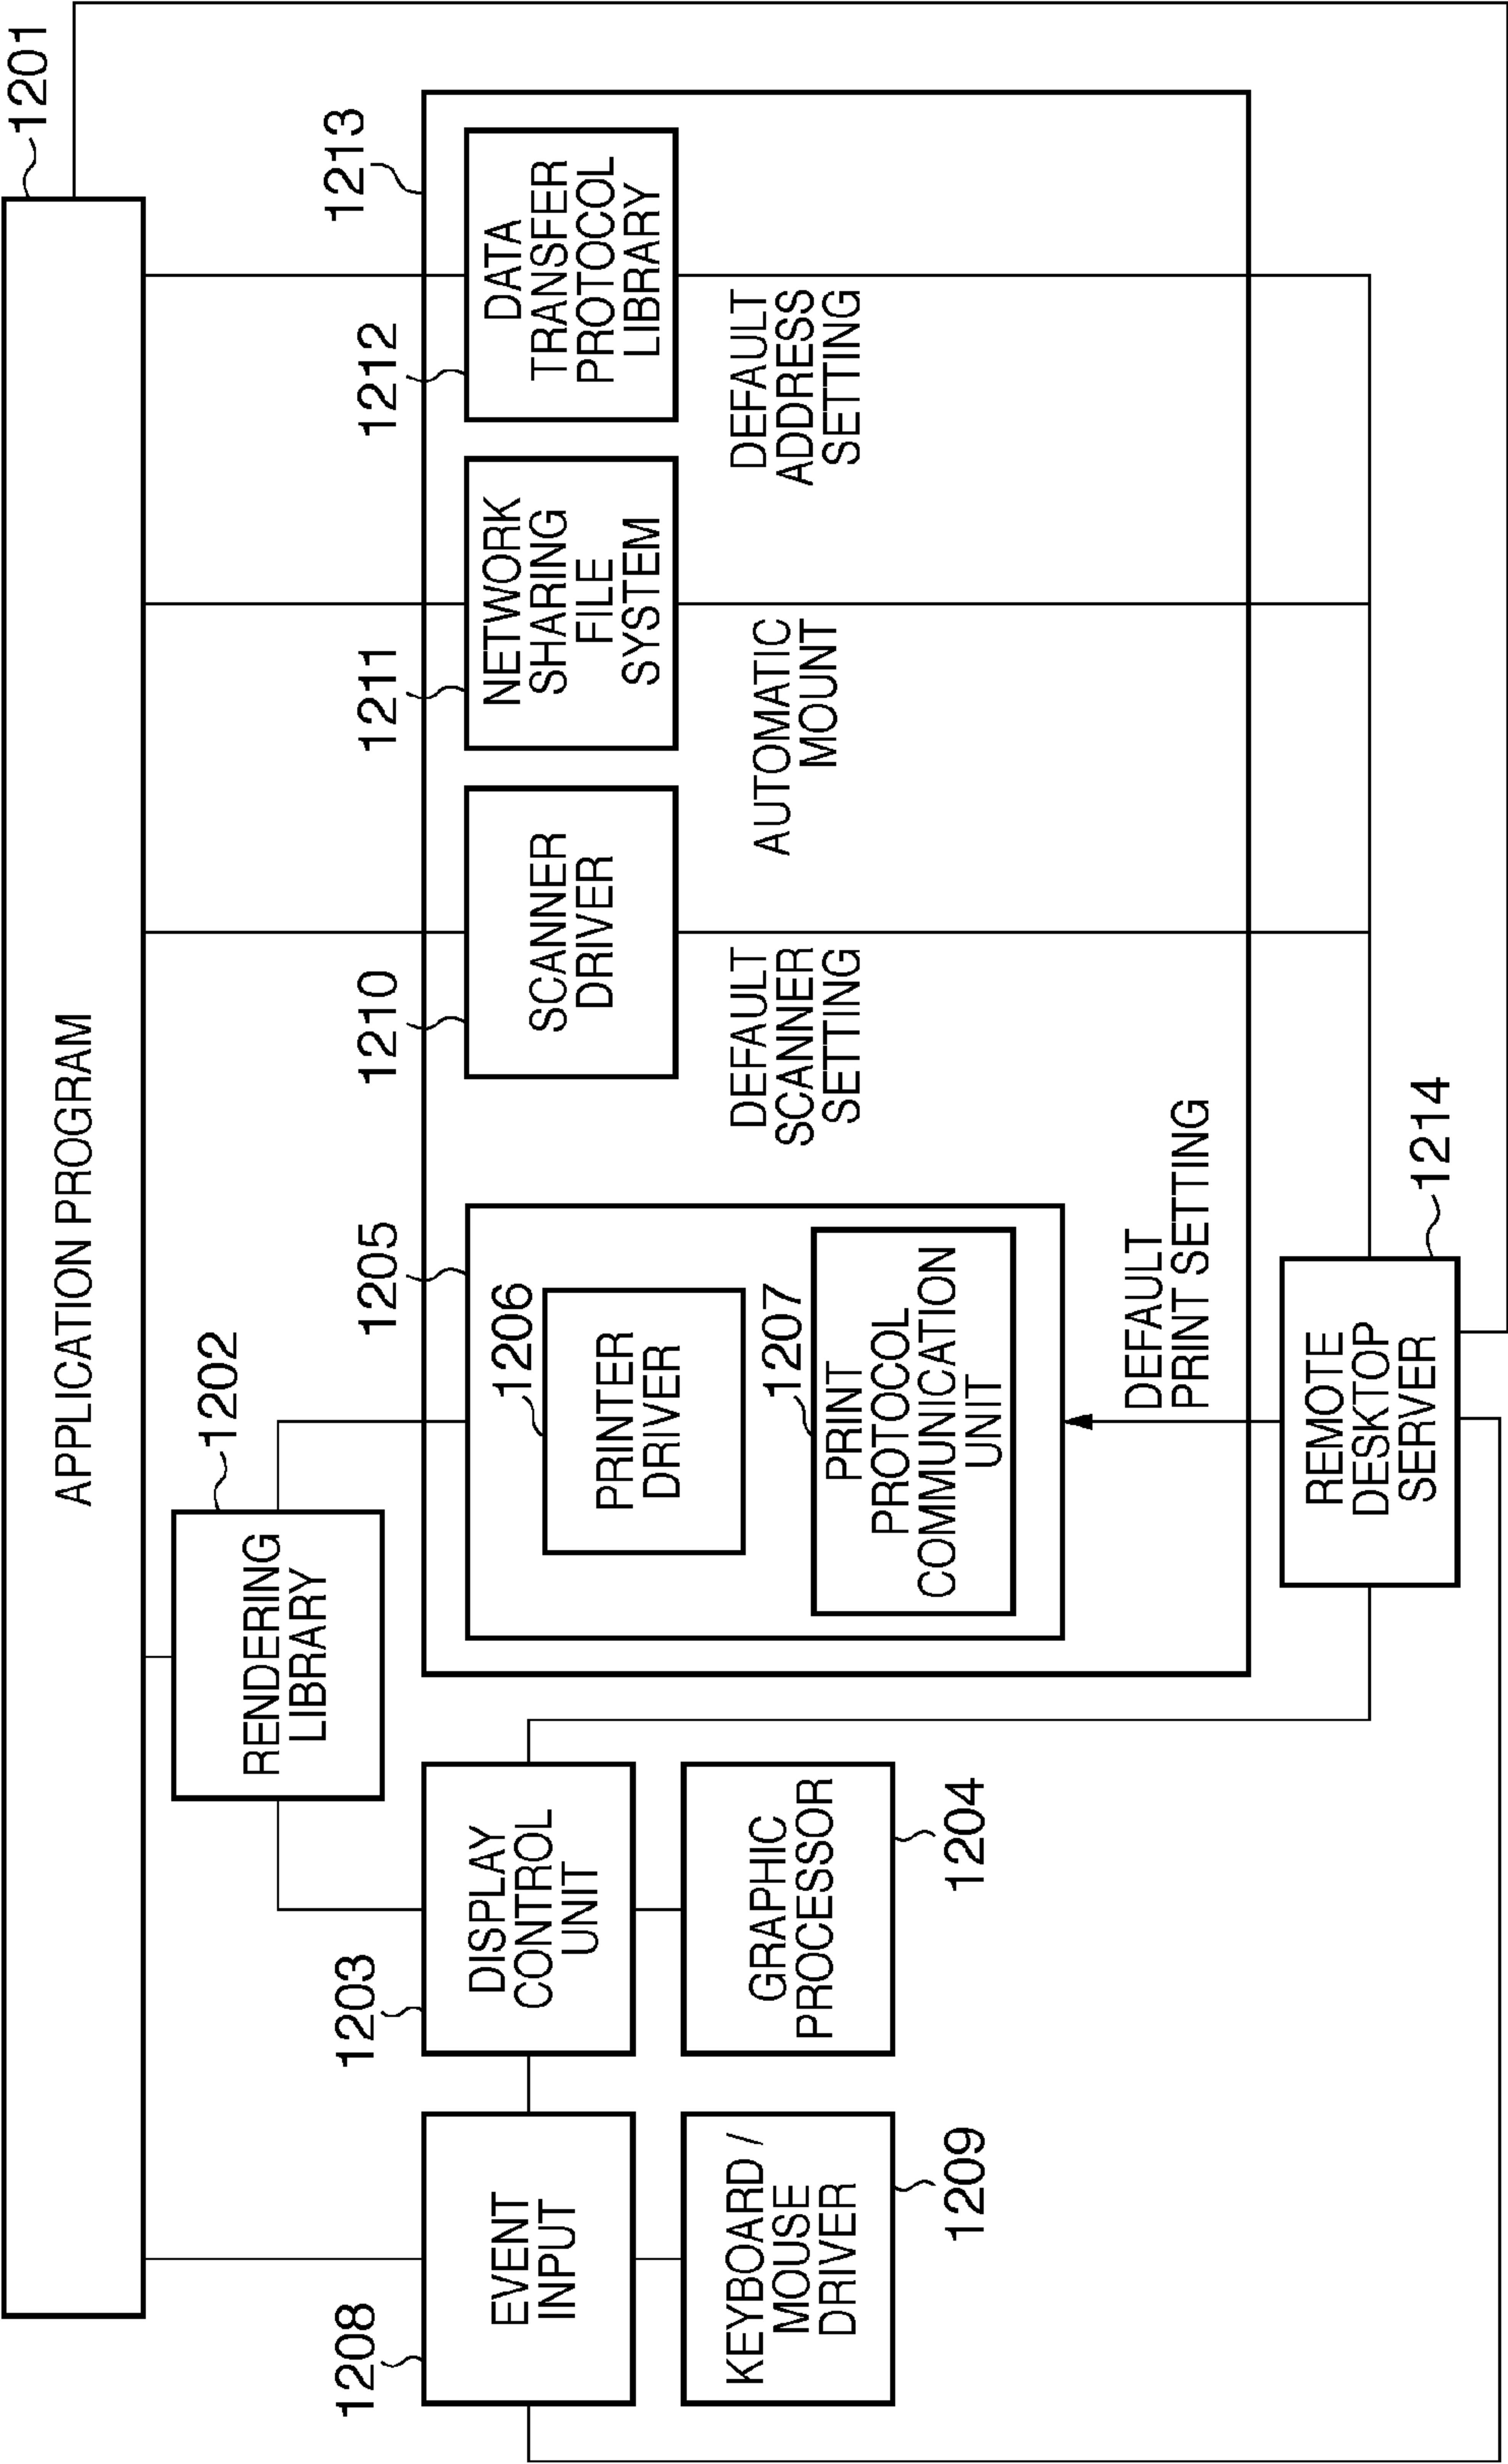 APPLICATION PROGRAM
1201
1202
RENDERING
LIBRARY
1208
EVENT
INPUT
1203
DISPLAY
CONTROL
UNIT
1205
1210
SCANNER
DRIVER
1211
NETWORK
SHARING
FILE
SYSTEM
1212
DATA
TRANSFER
PROTOCOL
LIBRARY
1213
1206
PRINTER
DRIVER
KEYBOARD /
MOUSE
DRIVER
1209
GRAPHIC
PROCESSOR
1204
1207
PRINT
PROTOCOL
COMMUNICATION
UNIT
DEFAULT
SCANNER
SETTING
AUTOMATIC
MOUNT
DEFAULT
ADDRESS
SETTING
DEFAULT
PRINT SETTING
REMOTE
DESKTOP
SERVER
1214